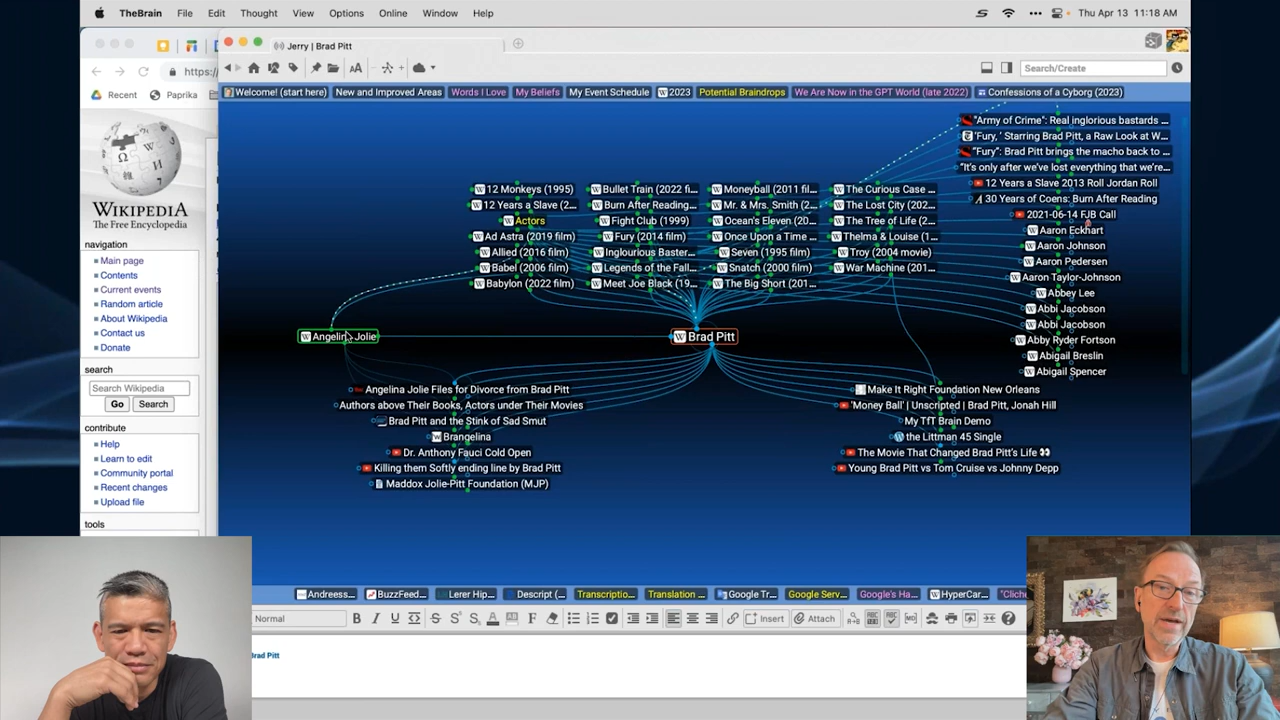 TheBrain File Edit Thought View Options Online Window Help Thu Apr 13 11:18 AM
Jerry | Brad Pitt
https:/
Search/Create
Recent Paprika
Welcome! (start here) New and Improved Areas Words I Love My Beliefs My Event Schedule 2023 Potential Braindrops We Are Now in the GPT World (late 2022) Confessions of a Cyborg (2023)
WIKIPEDIA
The Free Encyclopedia
navigation
Main page
Contents
Current events
Random article
About Wikipedia
Contact us
Donate
search
Search Wikipedia
Go Search
contribute
Help
Learn to edit
Community portal
Recent changes
Upload file
tools
12 Monkeys (1995)
12 Years a Slave (2...
Actors
Ad Astra (2019 film)
Allied (2016 film)
Babel (2006 film)
Babylon (2022 film)
Bullet Train (2022 fi...
Burn After Reading...
Fight Club (1999)
Fury (2014 film)
Inglourious Baster...
Legends of the Fall...
Meet Joe Black (19...
Moneyball (2011 fil...
Mr. & Mrs. Smith (2...
Ocean's Eleven (20...
Once Upon a Time ...
Seven (1995 film)
Snatch (2000 film)
The Big Short (201...
The Curious Case ...
The Lost City (202...
The Tree of Life (2...
Thelma & Louise (1...
Troy (2004 movie)
War Machine (201...
"Army of Crime": Real inglorious bastards ...
'Fury, ' Starring Brad Pitt, a Raw Look at W...
"Fury": Brad Pitt brings the macho back to ...
"It's only after we've lost everything that we're...
12 Years a Slave 2013 Roll Jordan Roll
30 Years of Coens: Burn After Reading
2021-06-14 FJB Call
Aaron Eckhart
Aaron Johnson
Aaron Pedersen
Aaron Taylor-Johnson
Abbey Lee
Abbi Jacobson
Abbi Jacobson
Abby Ryder Fortson
Abigail Breslin
Abigail Spencer
Angelina Jolie
Brad Pitt
Angelina Jolie Files for Divorce from Brad Pitt
Authors above Their Books, Actors under Their Movies
Brad Pitt and the Stink of Sad Smut
Brangelina
Dr. Anthony Fauci Cold Open
Killing them Softly ending line by Brad Pitt
Maddox Jolie-Pitt Foundation (MJP)
Make It Right Foundation New Orleans
'Money Ball' | Unscripted | Brad Pitt, Jonah Hill
My TfT Brain Demo
the Littman 45 Single
The Movie That Changed Brad Pitt's Life 👀
Young Brad Pitt vs Tom Cruise vs Johnny Depp
Andreess... BuzzFeed... Lerer Hip... Descript (... Transcriptio... Translation ... Google Tr... Google Serv... Google's Ha... HyperCar... "Cliche
Normal Insert Attach
Brad Pitt